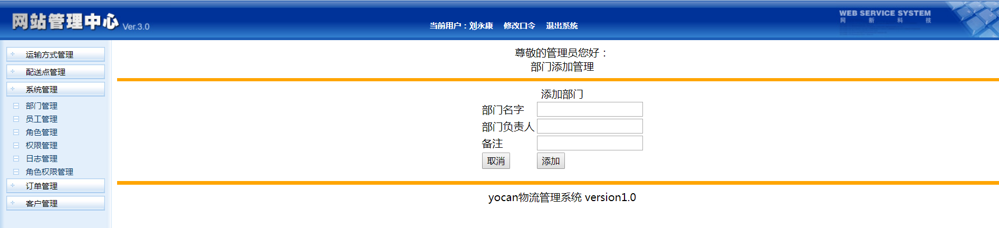 网站管理中心 Ver.3.0
当前用户：刘永康 修改口令 退出系统
WEB SERVICE SYSTEM
网 新 科 技
运输方式管理
配送点管理
系统管理
部门管理
员工管理
角色管理
权限管理
日志管理
角色权限管理
订单管理
客户管理
尊敬的管理员您好：
部门添加管理
添加部门
部门名字
部门负责人
备注
取消 添加
yocan物流管理系统 version1.0